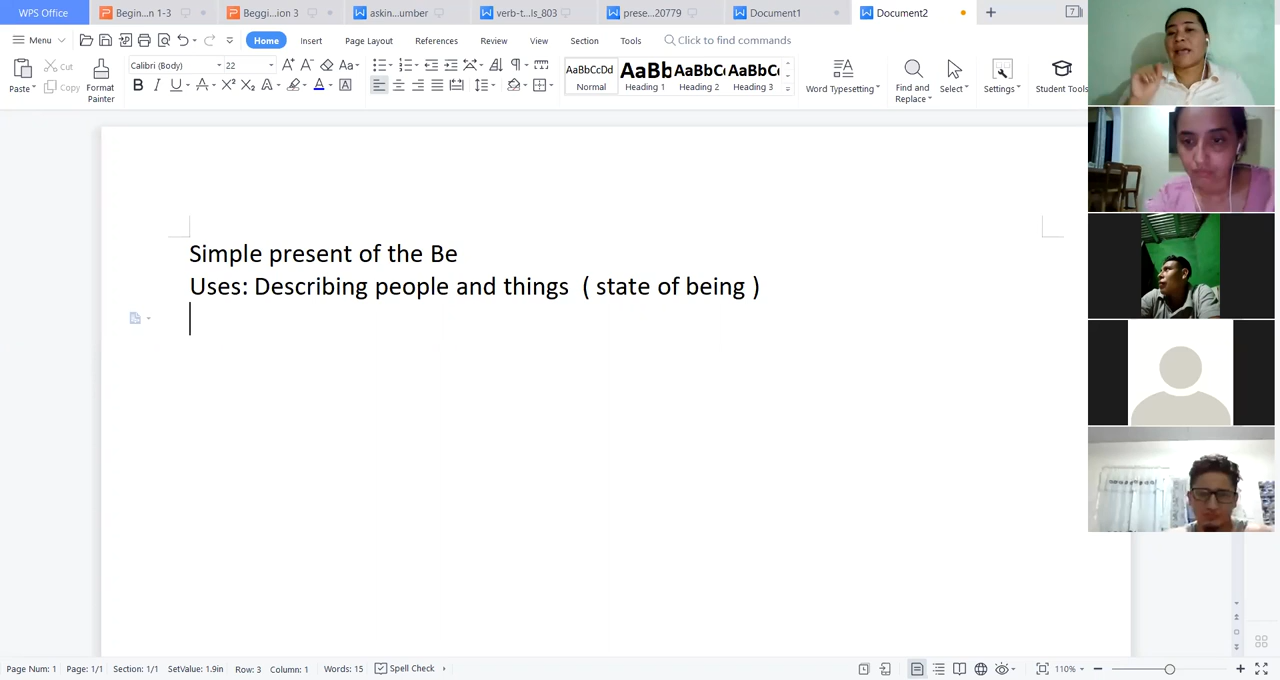 WPS Office Begin...n 1-3 Beggi...ion 3 askin...umber verb-t...ls_803 prese...20779 Document1 Document2 + 7
Menu Home Insert Page Layout References Review View Section Tools Click to find commands
Paste Cut Copy Format Painter Calibri (Body) 22 AaBbCcDd Normal AaBb Heading 1 AaBbC Heading 2 AaBbC Heading 3 Word Typesetting Find and Replace Select Settings Student Tools
Simple present of the Be
Uses: Describing people and things ( state of being )
Page Num: 1 Page: 1/1 Section: 1/1 SetValue: 1.9in Row: 3 Column: 1 Words: 15 Spell Check 110%